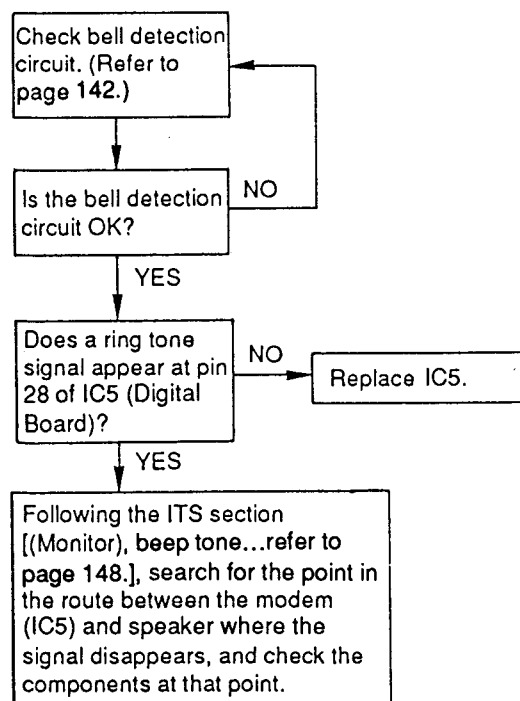 Check bell detection
circuit. (Refer to
page 142.)
Is the bell detection
circuit OK?
NO
YES
Does a ring tone
signal appear at pin
28 of IC5 (Digital
Board)?
NO
Replace IC5.
YES
Following the ITS section
[(Monitor), beep tone...refer to
page 148.], search for the point in
the route between the modem
(IC5) and speaker where the
signal disappears, and check the
components at that point.